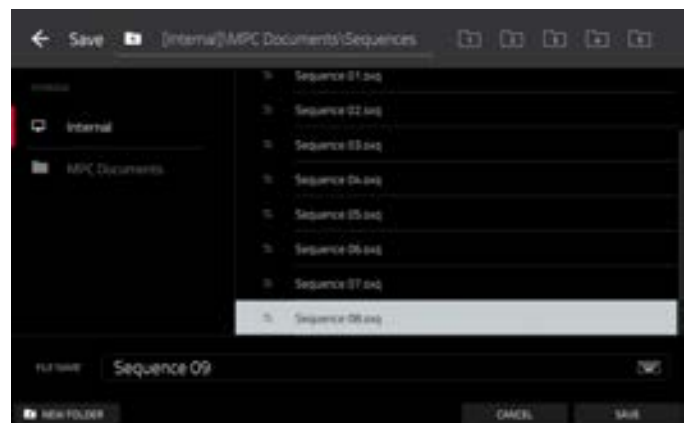 Save [Internal]\MPC Documents\Sequences
Sequence 01.sxq
Sequence 02.sxq
Internal
Sequence 03.sxq
MPC Documents
Sequence 04.sxq
Sequence 05.sxq
Sequence 06.sxq
Sequence 07.sxq
Sequence 08.sxq
FILE NAME Sequence 09
NEW FOLDER CANCEL SAVE